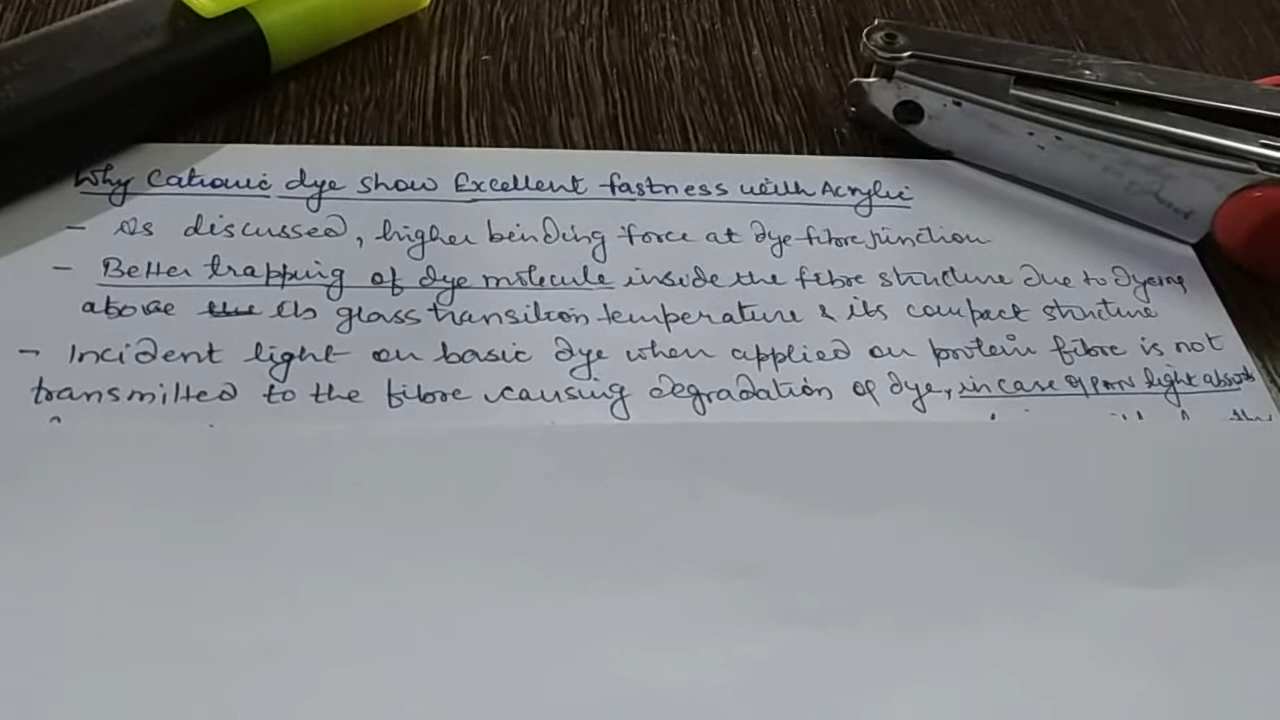 Why Cationic dye show Excellent fastness with Acrylic
- As discussed, higher beinding force at dye-fibre junction
- Better trapping of dye molecule inside the fibre structure due to dyeing
above the its glass transition temperature & its compact structure
- Incident light on basic dye when applied on protein fibre is not
transmitted to the fibre causing degradation of dye, in case of light absorb